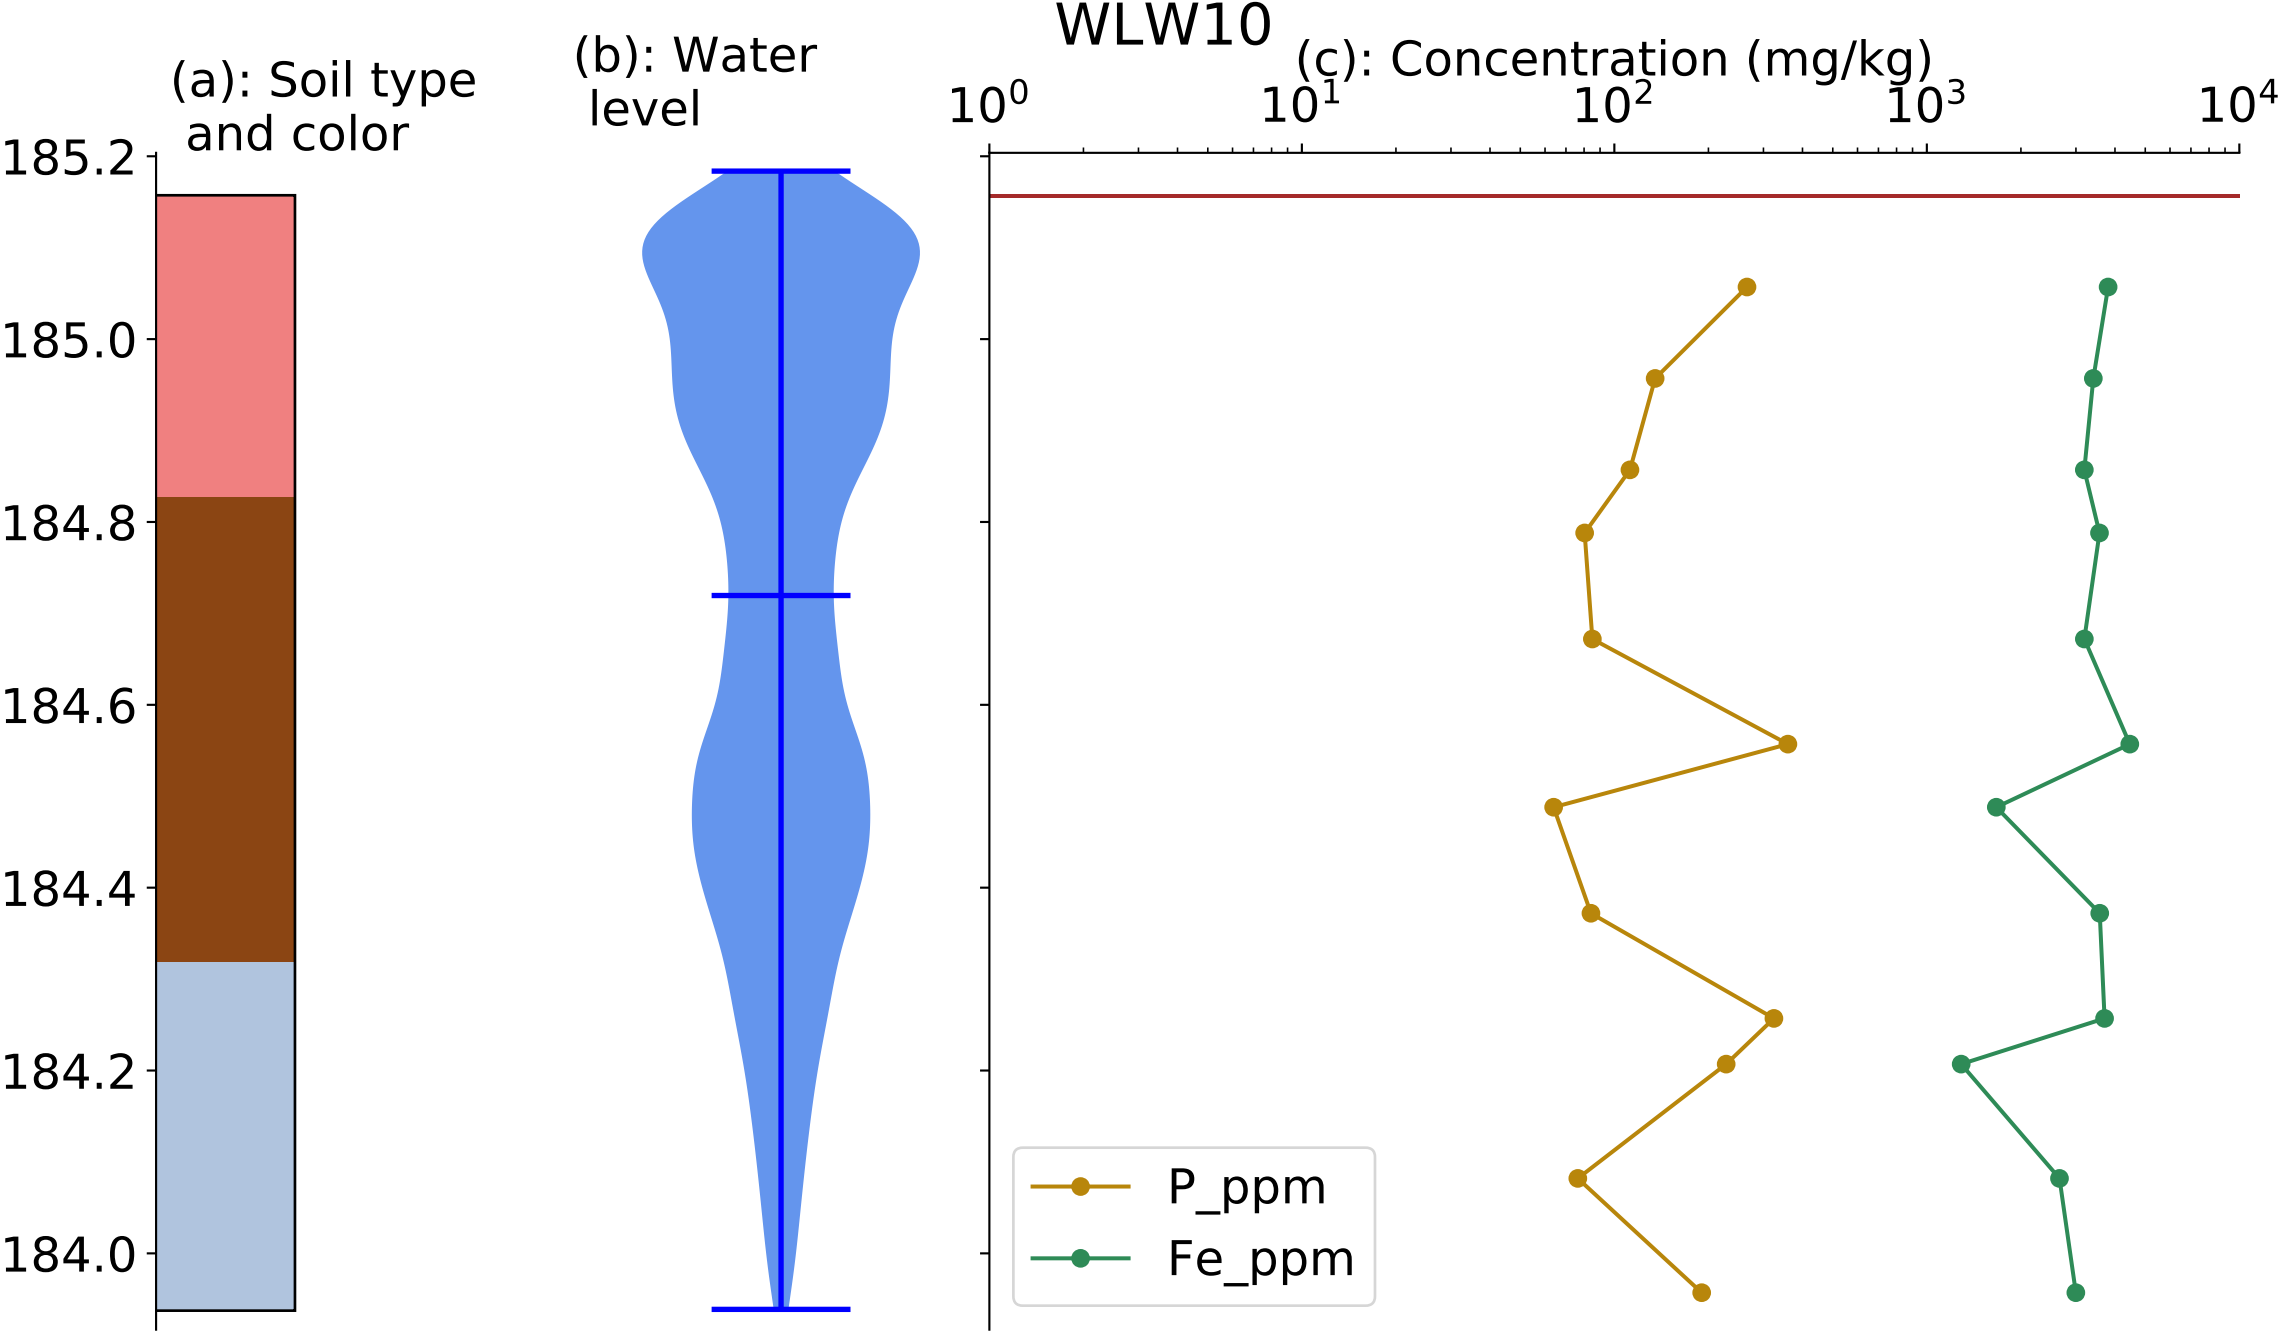 WLW10
(a): Soil type
and color
(b): Water
level
(c): Concentration (mg/kg)
10⁰ 10¹ 10² 10³ 10⁴
185.2
185.0
184.8
184.6
184.4
184.2
184.0
P_ppm
Fe_ppm